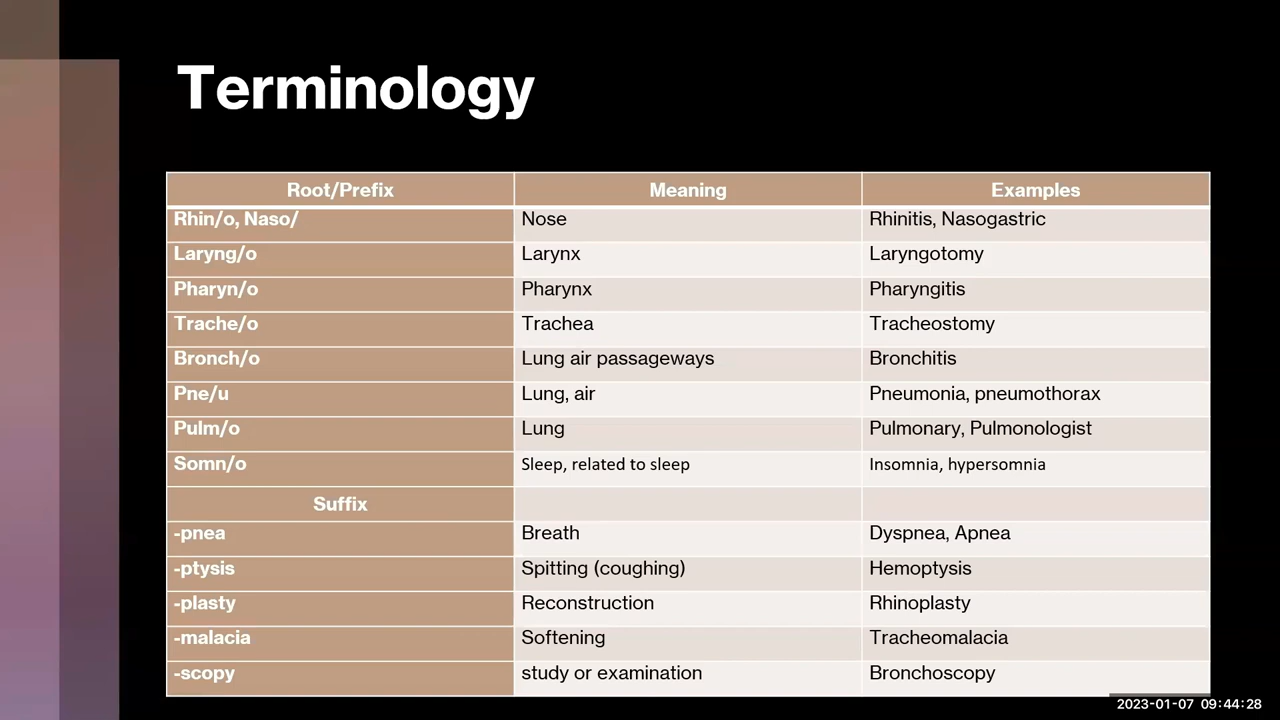 Terminology
Root/Prefix Meaning Examples
Rhin/o, Naso/ Nose Rhinitis, Nasogastric
Laryng/o Larynx Laryngotomy
Pharyn/o Pharynx Pharyngitis
Trache/o Trachea Tracheostomy
Bronch/o Lung air passageways Bronchitis
Pne/u Lung, air Pneumonia, pneumothorax
Pulm/o Lung Pulmonary, Pulmonologist
Somn/o Sleep, related to sleep Insomnia, hypersomnia
Suffix
-pnea Breath Dyspnea, Apnea
-ptysis Spitting (coughing) Hemoptysis
-plasty Reconstruction Rhinoplasty
-malacia Softening Tracheomalacia
-scopy study or examination Bronchoscopy
2023-01-07 09:44:28